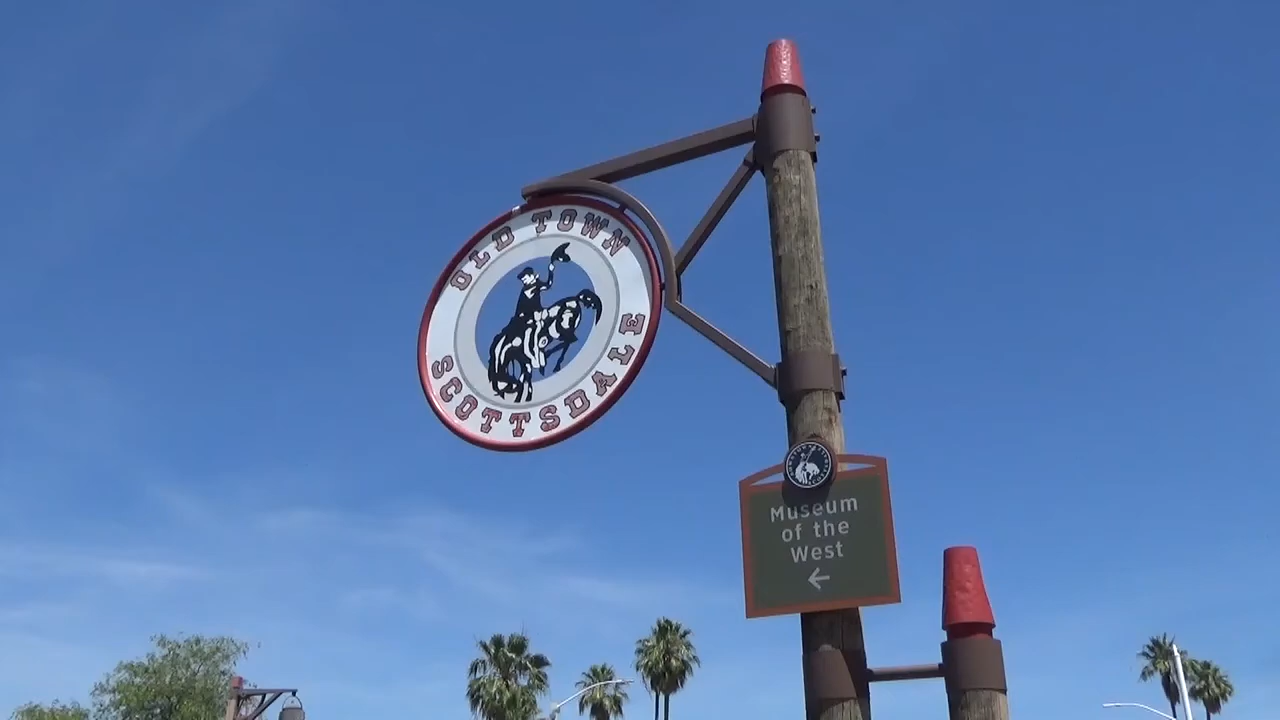 OLD TOWN
SCOTTSDALE
Museum
of the
West
←